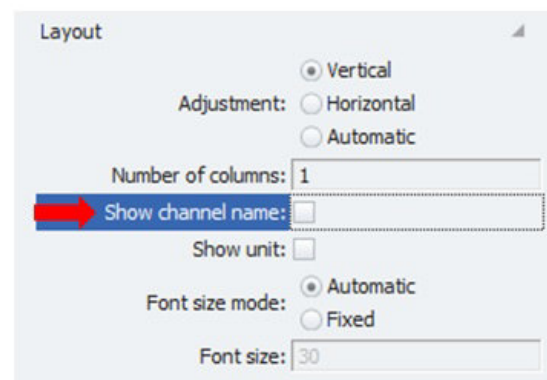 Layout
Vertical
Adjustment: Horizontal
Automatic
Number of columns: 1
Show channel name:
Show unit:
Automatic
Font size mode:
Fixed
Font size: 30